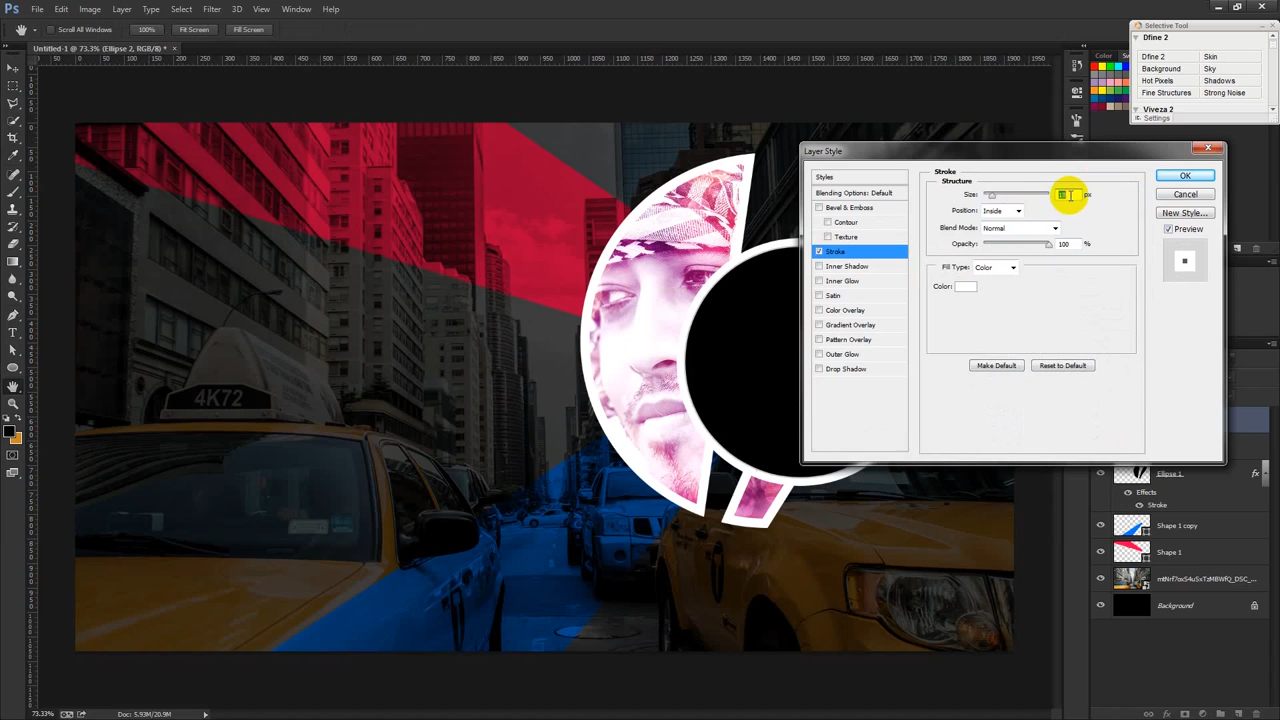 Ps File Edit Image Layer Type Select Filter 3D View Window Help
Scroll All Windows 100% Fit Screen Fill Screen
Untitled-1 @ 73.3% (Ellipse 2, RGB/8) *
Selective Tool
Dfine 2
Dfine 2 Skin
Background Sky
Hot Pixels Shadows
Fine Structures Strong Noise
Viveza 2
Settings
Color
Layer Style
Styles
Blending Options: Default
Bevel & Emboss
Contour
Texture
Stroke
Inner Shadow
Inner Glow
Satin
Color Overlay
Gradient Overlay
Pattern Overlay
Outer Glow
Drop Shadow
Stroke
Structure
Size: px
Position: Inside
Blend Mode: Normal
Opacity: 100 %
Fill Type: Color
Color:
Make Default Reset to Default
OK
Cancel
New Style...
Preview
4K72
Ellipse 1 fx
Effects
Stroke
Shape 1 copy
Shape 1
Background
73.33% Doc: 5.93M/20.9M